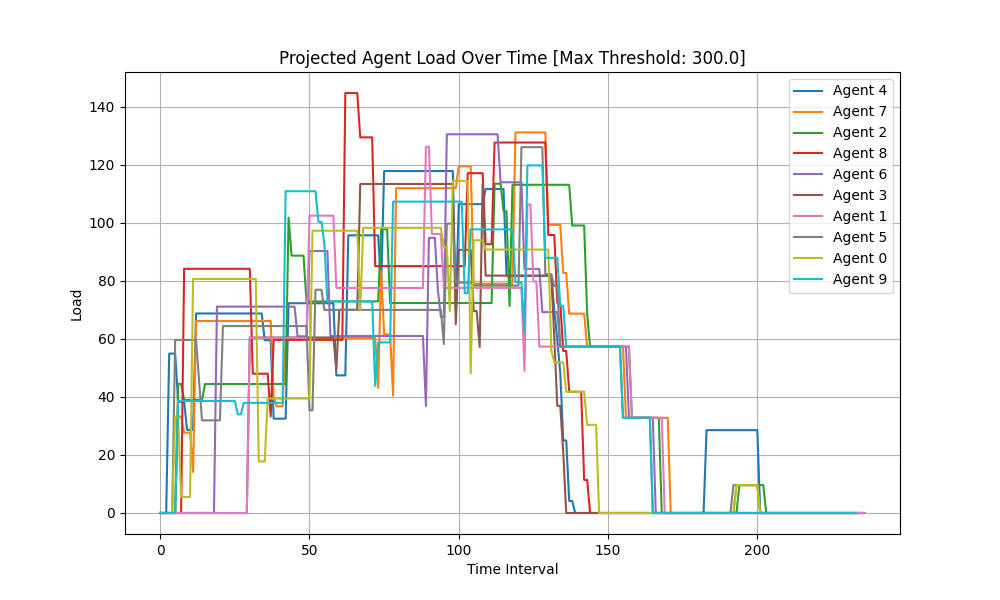 Projected Agent Load Over Time [Max Threshold: 300.0]
Load
140
120
100
80
60
40
20
0
0 50 100 150 200
Time Interval
Agent 4
Agent 7
Agent 2
Agent 8
Agent 6
Agent 3
Agent 1
Agent 5
Agent 0
Agent 9